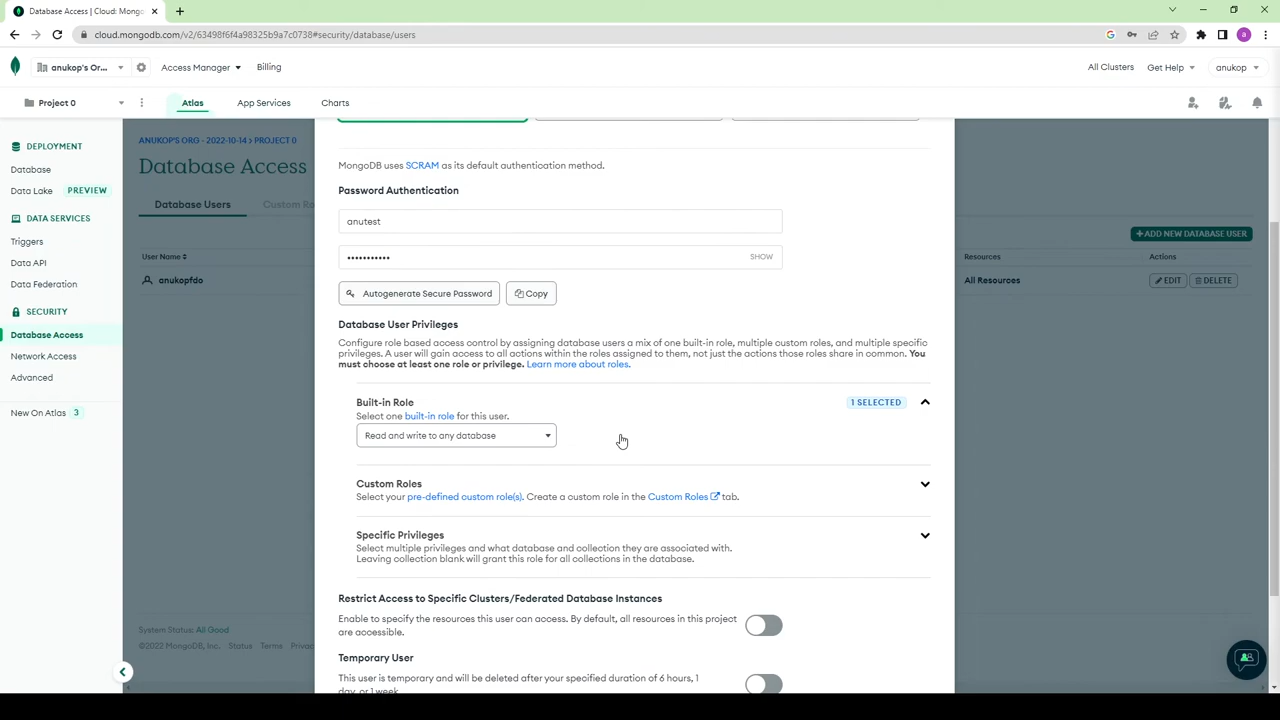 Database Access | Cloud: Mongo
cloud.mongodb.com/v2/63498f6f4a98325b9a7c0738#security/database/users
anukop's Org...
Access Manager
Billing
All Clusters
Get Help
anukop
Project 0
Atlas
App Services
Charts
DEPLOYMENT
Database
Data Lake
PREVIEW
DATA SERVICES
Triggers
Data API
Data Federation
SECURITY
Database Access
Network Access
Advanced
New On Atlas 3
ANUKOP'S ORG - 2022-10-14 > PROJECT 0
Database Access
Database Users
Custom Ro
User Name
anukopfdo
MongoDB uses SCRAM as its default authentication method.
Password Authentication
anutest
•••••••••••
SHOW
Autogenerate Secure Password
Copy
Database User Privileges
Configure role based access control by assigning database users a mix of one built-in role, multiple custom roles, and multiple specific
privileges. A user will gain access to all actions within the roles assigned to them, not just the actions those roles share in common. You
must choose at least one role or privilege. Learn more about roles.
Built-in Role
1 SELECTED
Select one built-in role for this user.
Read and write to any database
Custom Roles
Select your pre-defined custom role(s). Create a custom role in the Custom Roles tab.
Specific Privileges
Select multiple privileges and what database and collection they are associated with.
Leaving collection blank will grant this role for all collections in the database.
Restrict Access to Specific Clusters/Federated Database Instances
Enable to specify the resources this user can access. By default, all resources in this project
are accessible.
Temporary User
This user is temporary and will be deleted after your specified duration of 6 hours, 1
day, or 1 week.
+ADD NEW DATABASE USER
Resources
Actions
All Resources
EDIT
DELETE
System Status: All Good
©2022 MongoDB, Inc.
Status
Terms
Privac